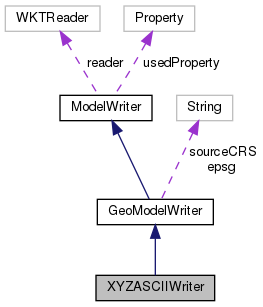 WKTReader
Property
reader
usedProperty
ModelWriter
String
sourceCRS
epsg
GeoModelWriter
XYZASCIIWriter